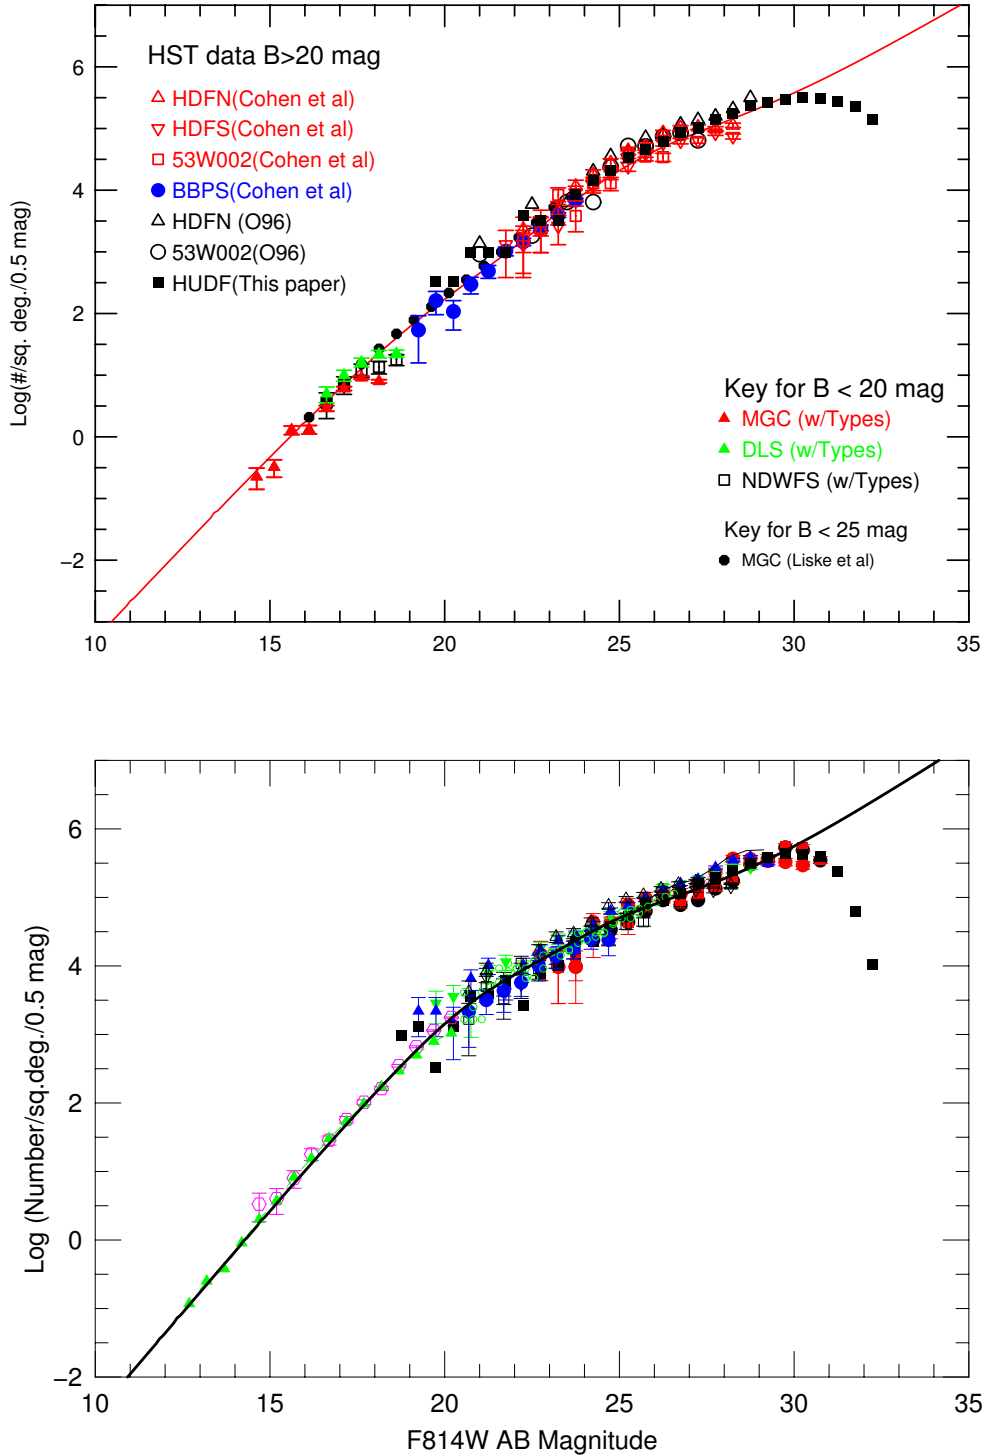 HST data B>20 mag
HDFN(Cohen et al)
HDFS(Cohen et al)
53W002(Cohen et al)
BBPS(Cohen et al)
HDFN (O96)
53W002(O96)
HUDF(This paper)
Key for B < 20 mag
MGC (w/Types)
DLS (w/Types)
NDWFS (w/Types)
Key for B < 25 mag
MGC (Liske et al)
Log(#/sq. deg./0.5 mag)
6
4
2
0
−2
10 15 20 25 30 35
Log (Number/sq.deg./0.5 mag)
6
4
2
0
−2
10 15 20 25 30 35
F814W AB Magnitude